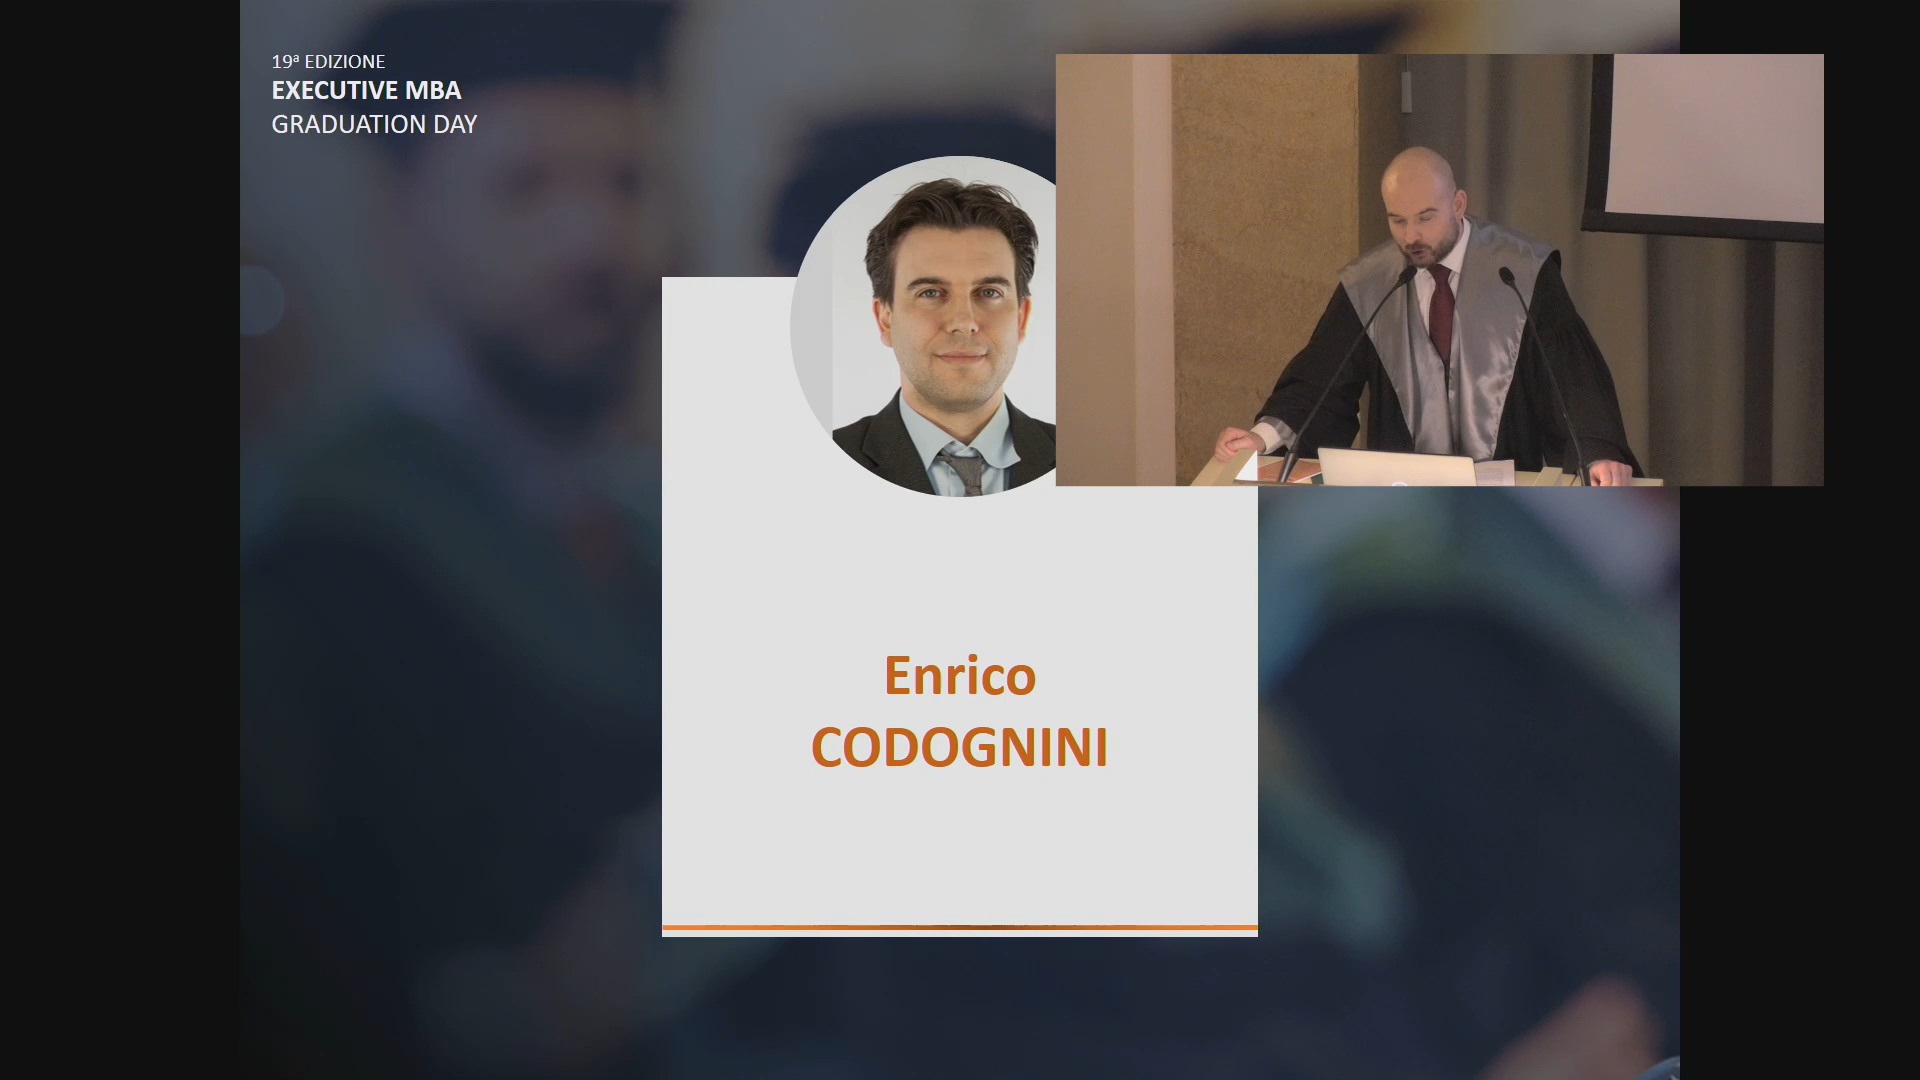 19ª EDIZIONE
EXECUTIVE MBA
GRADUATION DAY
Enrico
CODOGNINI